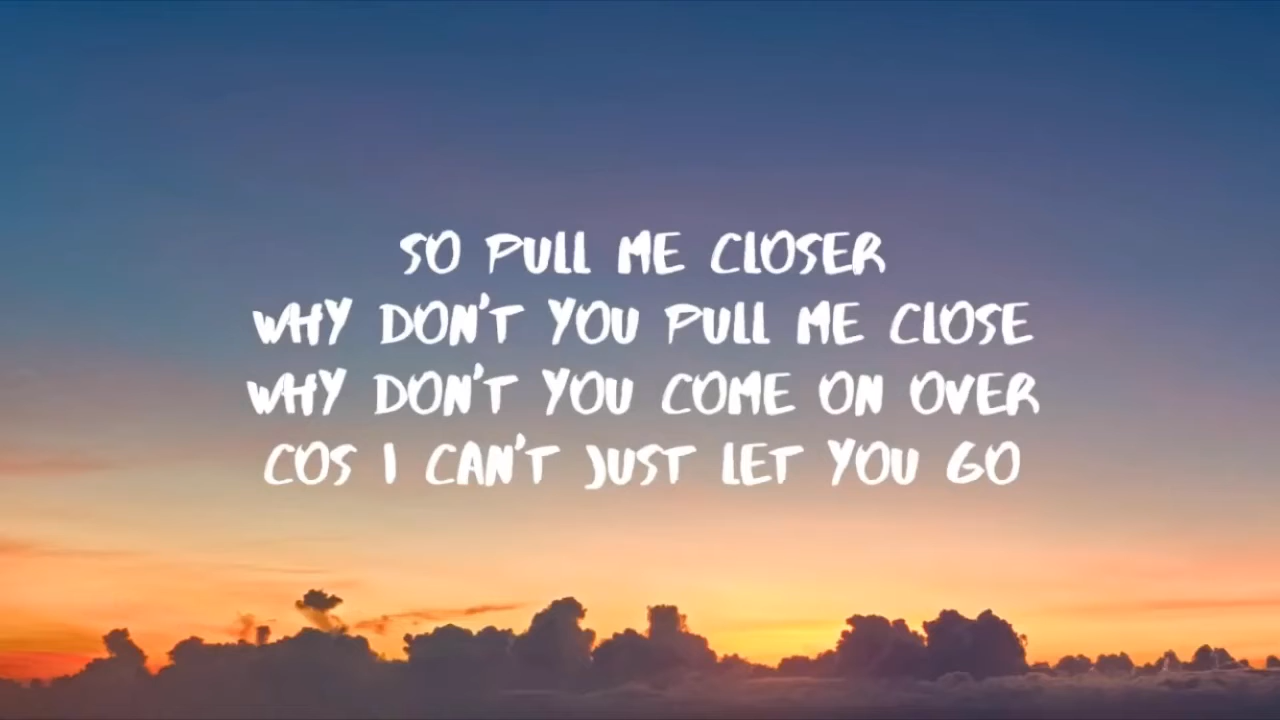 SO PULL ME CLOSER
WHY DON'T YOU PULL ME CLOSE
WHY DON'T YOU COME ON OVER
COS I CAN'T JUST LET YOU GO